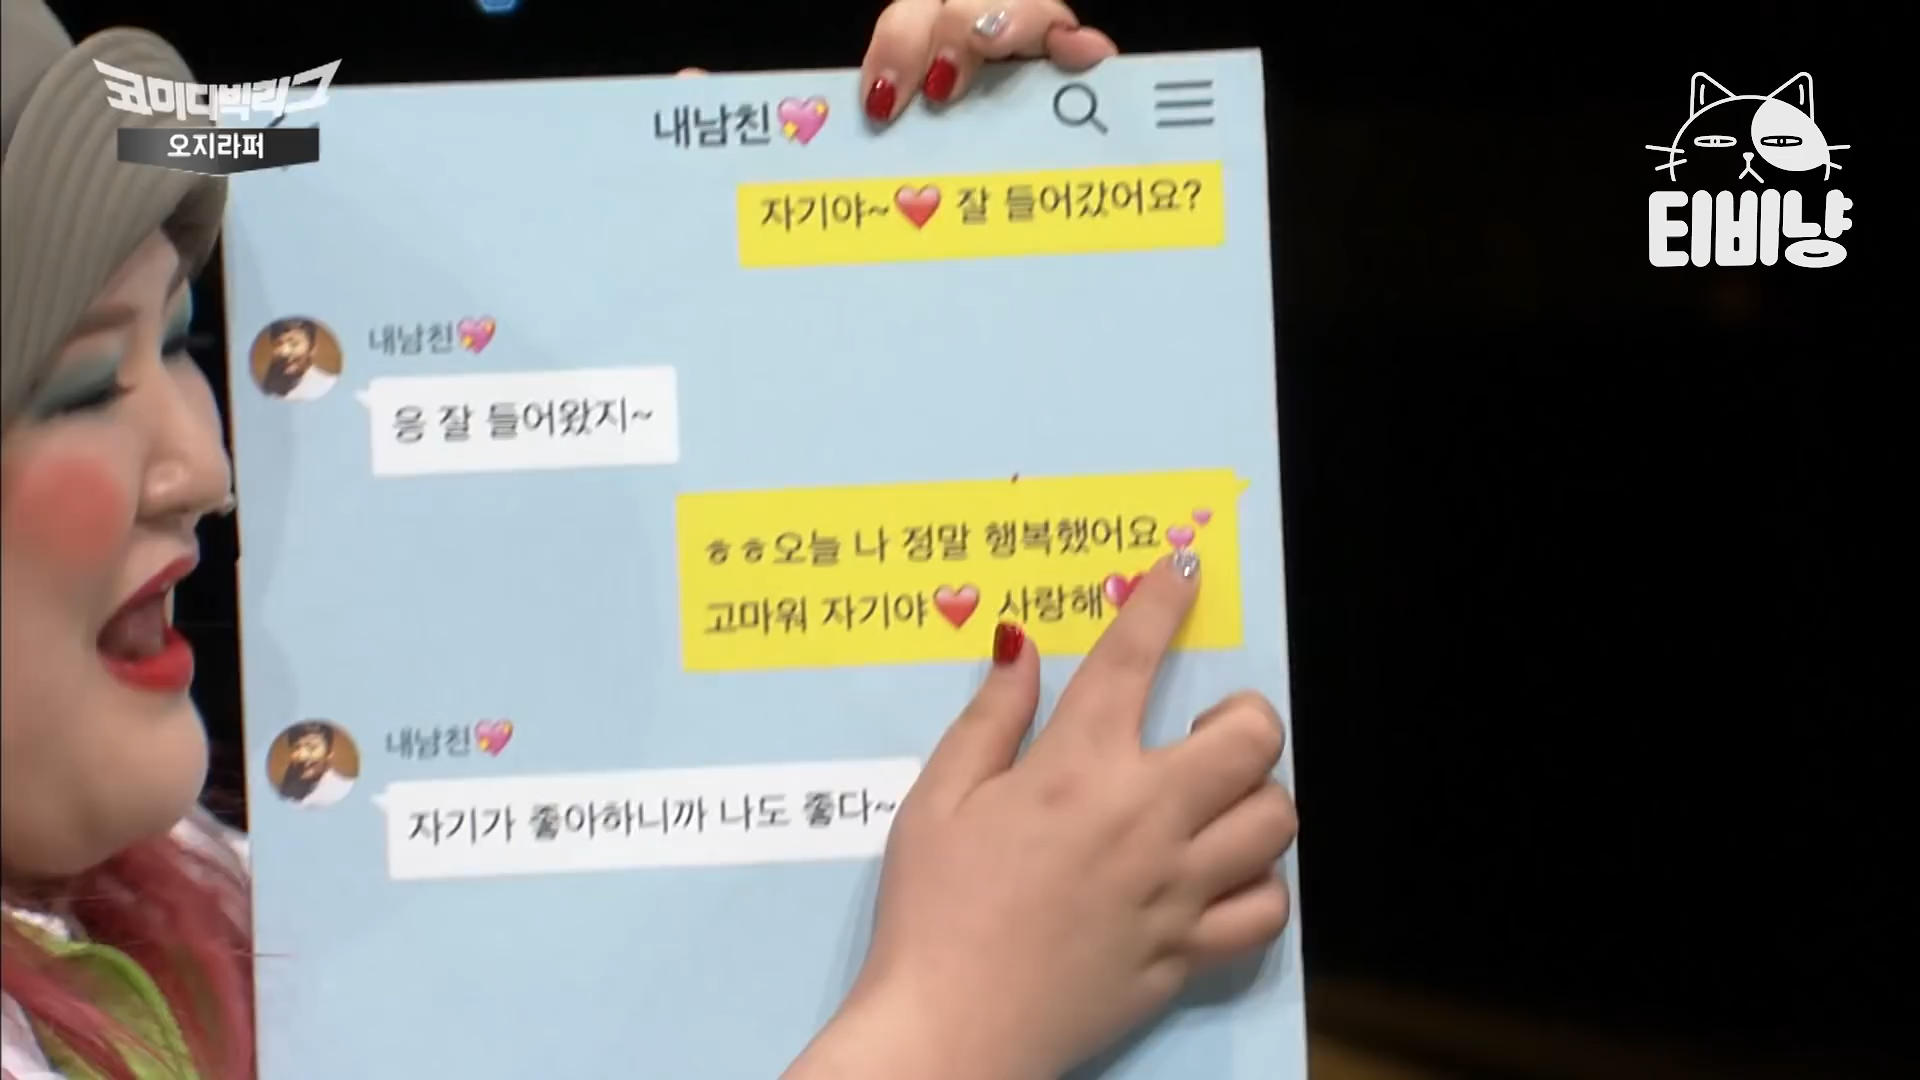 코미디빅리그
오지라퍼
티비냥
내남친💖
자기야~❤️ 잘 들어갔어요?
내남친💖
응 잘 들어왔지~
ㅎㅎ오늘 나 정말 행복했어요💕
고마워 자기야❤️ 사랑해💖
내남친💖
자기가 좋아하니까 나도 좋다~